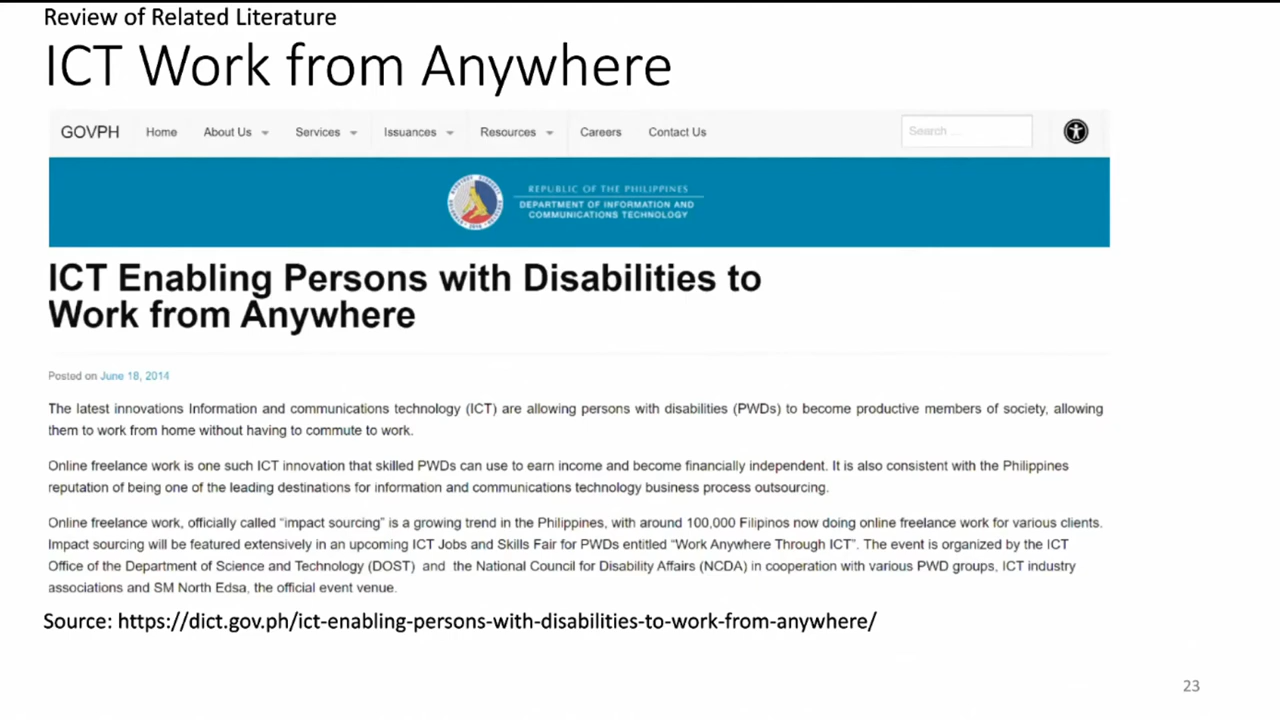 Review of Related Literature
ICT Work from Anywhere
GOVPH Home About Us Services Issuances Resources Careers Contact Us Search ...
REPUBLIC OF THE PHILIPPINES
DEPARTMENT OF INFORMATION AND
COMMUNICATIONS TECHNOLOGY
ICT Enabling Persons with Disabilities to
Work from Anywhere
Posted on June 18, 2014
The latest innovations Information and communications technology (ICT) are allowing persons with disabilities (PWDs) to become productive members of society, allowing
them to work from home without having to commute to work.
Online freelance work is one such ICT innovation that skilled PWDs can use to earn income and become financially independent. It is also consistent with the Philippines
reputation of being one of the leading destinations for information and communications technology business process outsourcing.
Online freelance work, officially called “impact sourcing” is a growing trend in the Philippines, with around 100,000 Filipinos now doing online freelance work for various clients.
Impact sourcing will be featured extensively in an upcoming ICT Jobs and Skills Fair for PWDs entitled “Work Anywhere Through ICT”. The event is organized by the ICT
Office of the Department of Science and Technology (DOST) and the National Council for Disability Affairs (NCDA) in cooperation with various PWD groups, ICT industry
associations and SM North Edsa, the official event venue.
Source: https://dict.gov.ph/ict-enabling-persons-with-disabilities-to-work-from-anywhere/
23